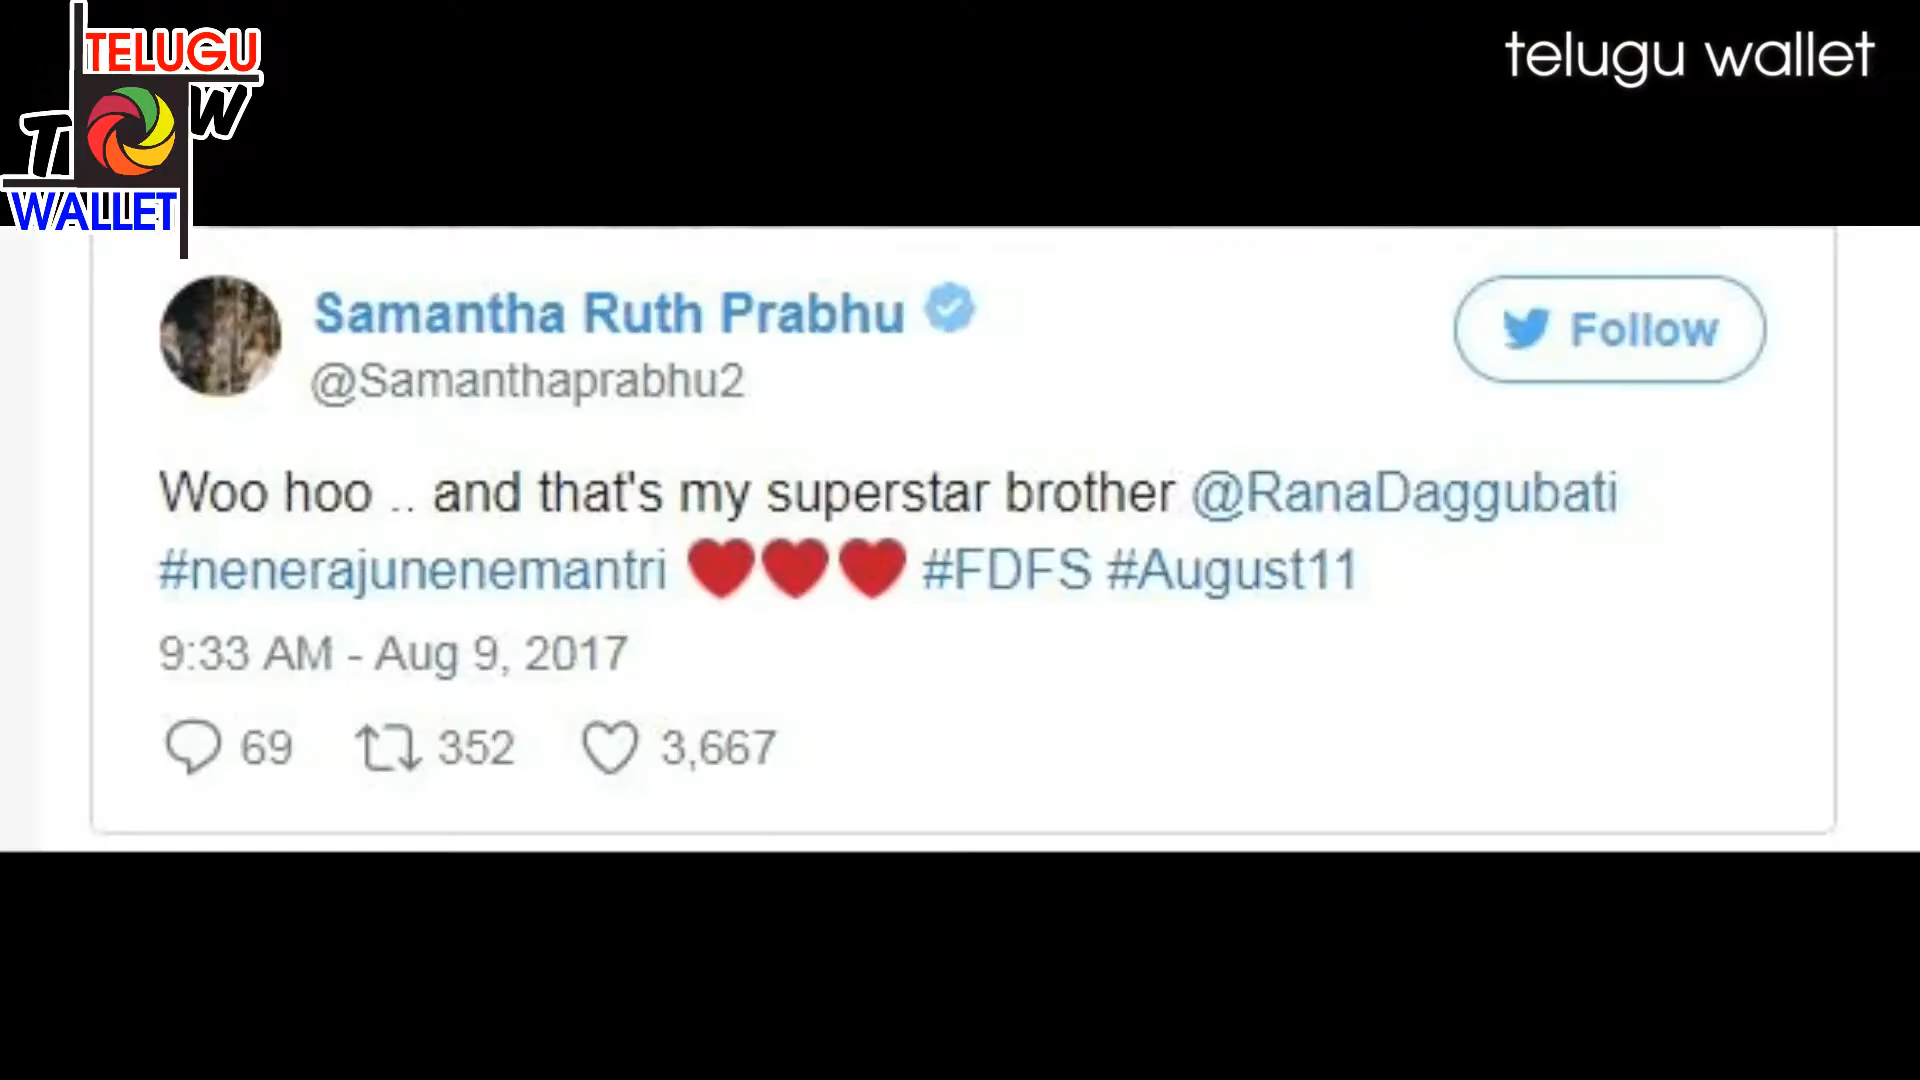 TELUGU
telugu wallet
T W
WALLET
Samantha Ruth Prabhu
Follow
@Samanthaprabhu2
Woo hoo .. and that's my superstar brother @RanaDaggubati
#nenerajunenemantri ❤❤❤ #FDFS #August11
9:33 AM - Aug 9, 2017
69 352 3,667